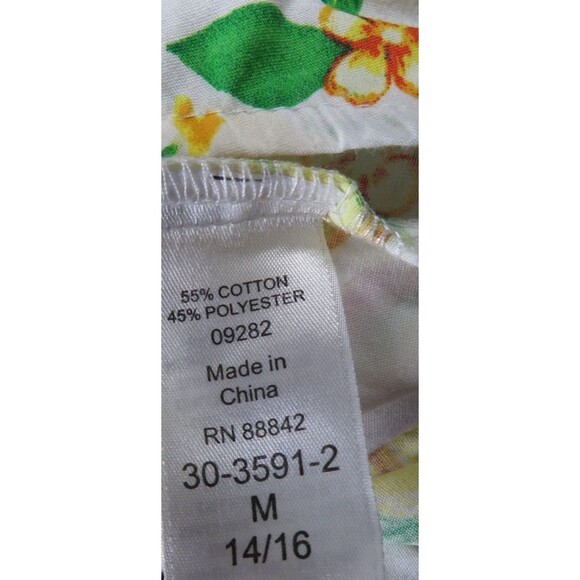 55% COTTON
45% POLYESTER
09282
Made in
China
RN 88842
30-3591-2
M
14/16